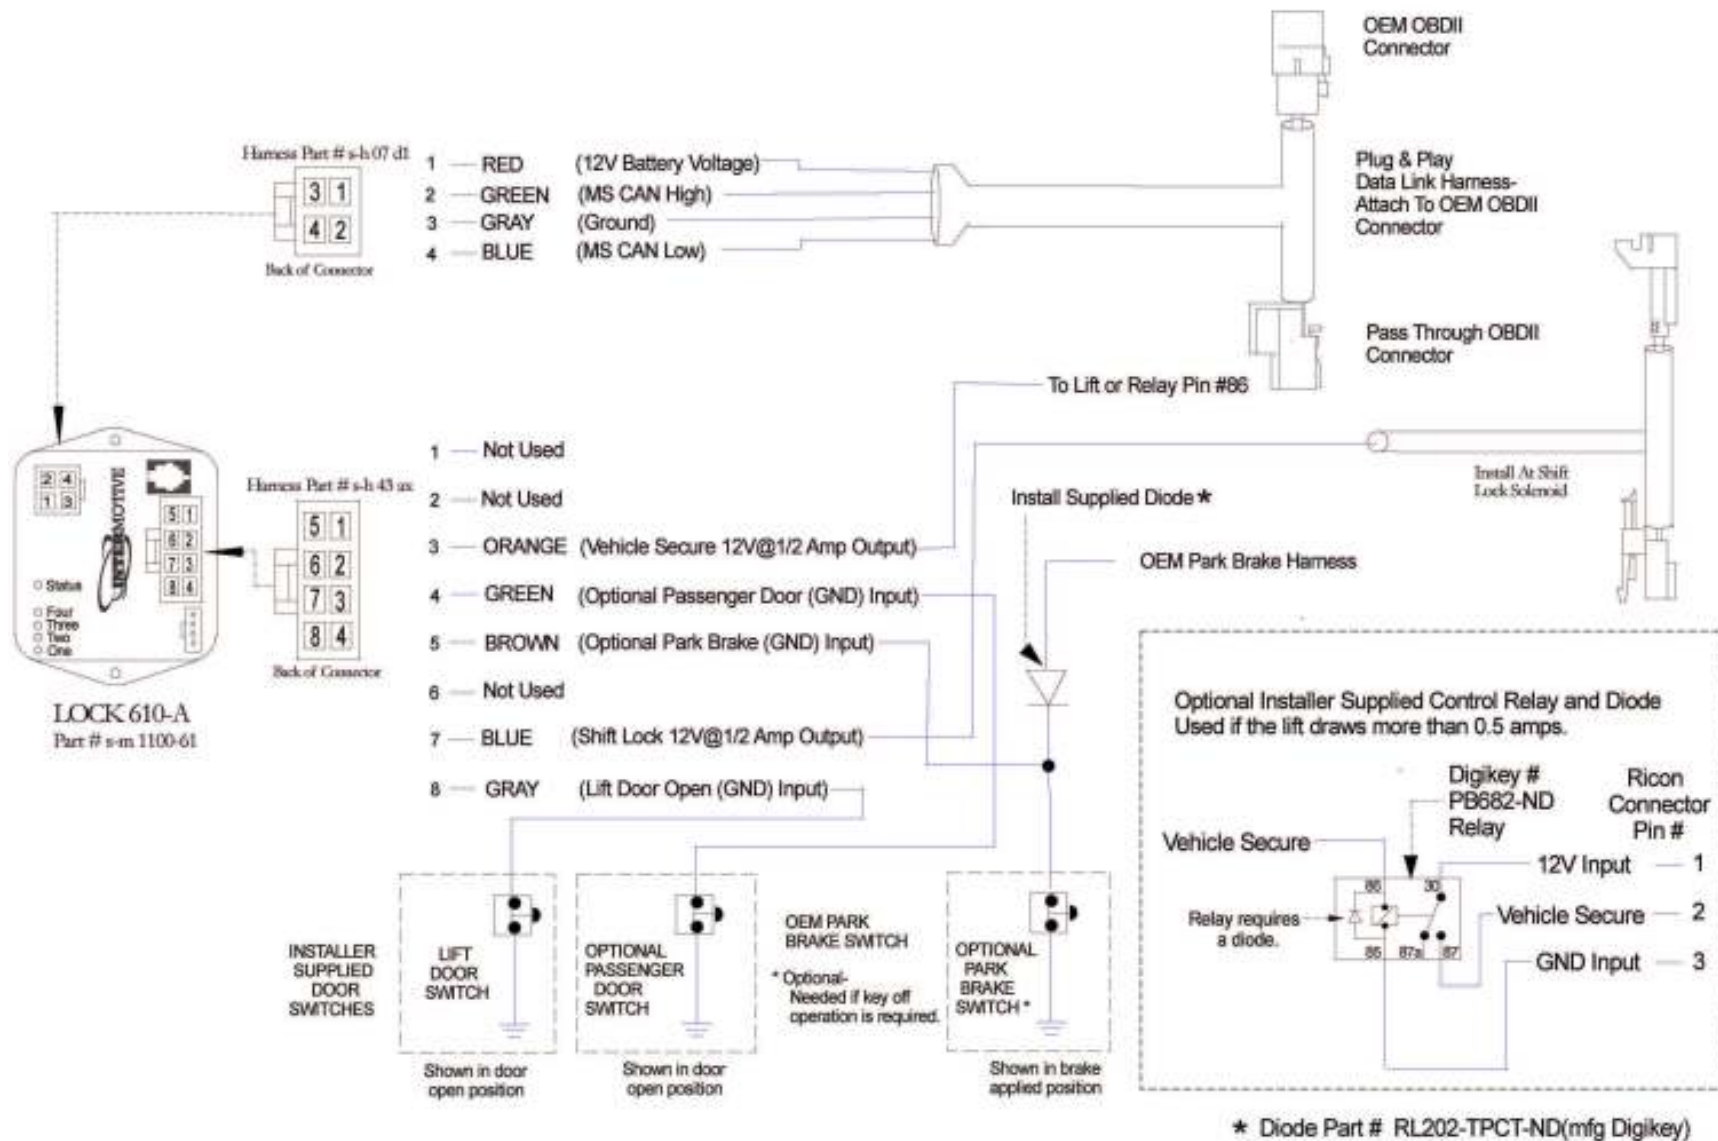 OEM OBDII
Connector
Harness Part # s-h 07 d1
3 1
4 2
Back of Connector
1 RED (12V Battery Voltage)
2 GREEN (MS CAN High)
3 GRAY (Ground)
4 BLUE (MS CAN Low)
Plug & Play
Data Link Harness-
Attach To OEM OBDII
Connector
Pass Through OBDII
Connector
To Lift or Relay Pin #86
Install At Shift
Lock Solenoid
2 4
1 3
INTERMOTIVE
5 1
6 2
7 3
8 4
Status
Four
Three
Two
One
LOCK 610-A
Part # s-m 1100-61
Harness Part # s-h 43 ax
5 1
6 2
7 3
8 4
Back of Connector
1 Not Used
2 Not Used
3 ORANGE (Vehicle Secure 12V@1/2 Amp Output)
4 GREEN (Optional Passenger Door (GND) Input)
5 BROWN (Optional Park Brake (GND) Input)
6 Not Used
7 BLUE (Shift Lock 12V@1/2 Amp Output)
8 GRAY (Lift Door Open (GND) Input)
Install Supplied Diode *
OEM Park Brake Harness
INSTALLER
SUPPLIED
DOOR
SWITCHES
LIFT
DOOR
SWITCH
Shown in door
open position
OPTIONAL
PASSENGER
DOOR
SWITCH
Shown in door
open position
OEM PARK
BRAKE SWITCH
* Optional-
Needed if key off
operation is required.
OPTIONAL
PARK
BRAKE
SWITCH *
Shown in brake
applied position
Optional Installer Supplied Control Relay and Diode
Used if the lift draws more than 0.5 amps.
Digikey #
PB682-ND
Relay
Ricon
Connector
Pin #
Vehicle Secure
12V Input 1
Vehicle Secure 2
GND Input 3
Relay requires
a diode.
86 30
85 87a 87
* Diode Part # RL202-TPCT-ND(mfg Digikey)